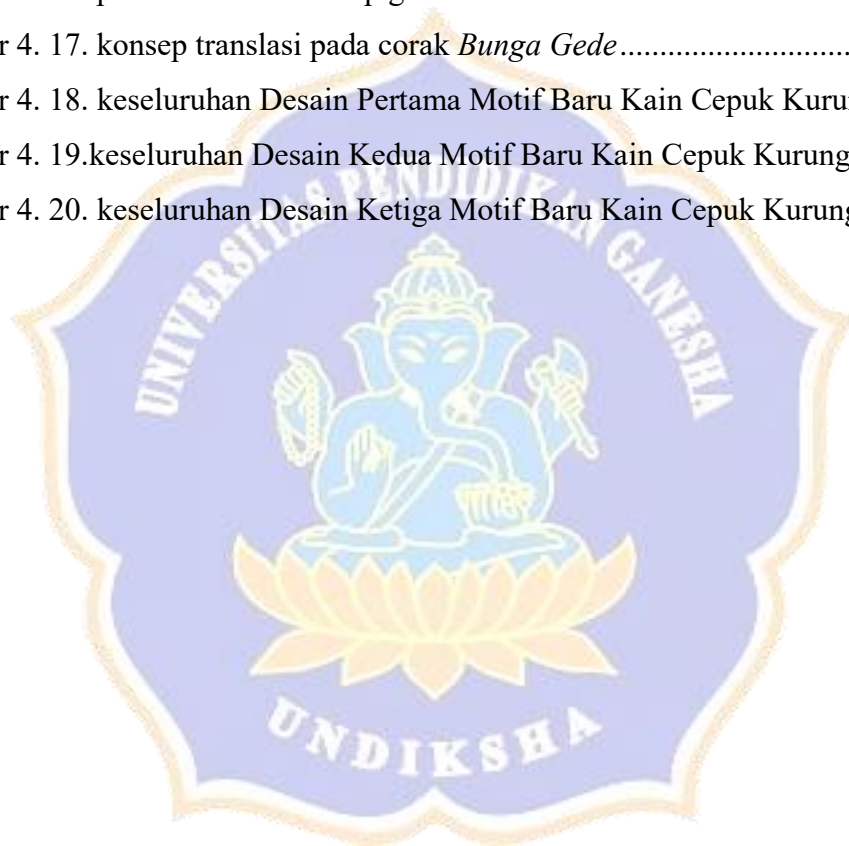 r 4. 17. konsep translasi pada corak Bunga Gede..............................
r 4. 18. keseluruhan Desain Pertama Motif Baru Kain Cepuk
r 4. 19.keseluruhan Desain Kedua Motif Baru Kain Cepuk Kurung
r 4. 20. keseluruhan Desain Ketiga Motif Baru Kain Cepuk Kurung
UNIVERSITAS PENDIDIKAN GANESHA
UNDIKSHA